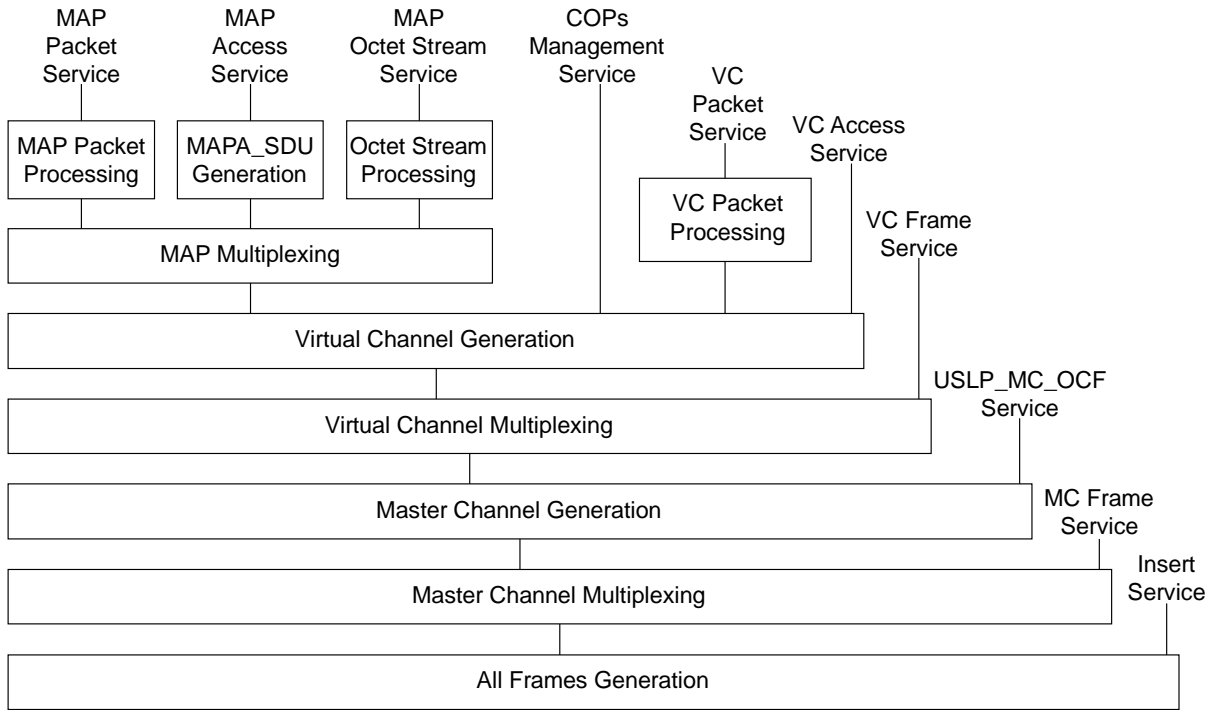 MAP
Packet
Service
MAP
Access
Service
MAP
Octet Stream
Service
COPs
Management
Service
VC
Packet
Service
VC Access
Service
VC Frame
Service
MAP Packet
Processing
MAPA_SDU
Generation
Octet Stream
Processing
VC Packet
Processing
MAP Multiplexing
Virtual Channel Generation
USLP_MC_OCF
Service
Virtual Channel Multiplexing
Master Channel Generation
MC Frame
Service
Insert
Service
Master Channel Multiplexing
All Frames Generation